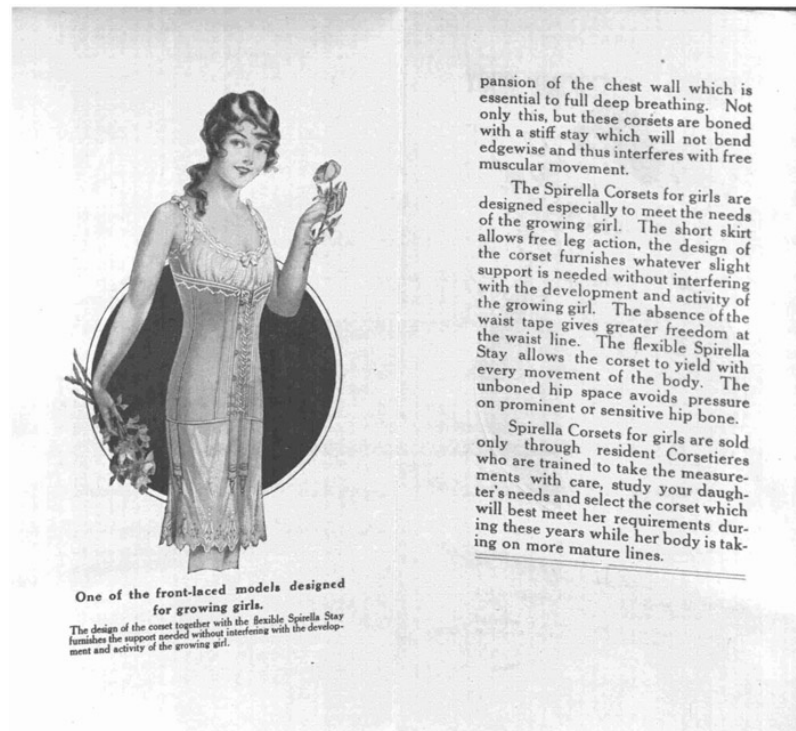 One of the front-laced models designed
for growing girls.
The design of the corset together with the flexible Spirella Stay
furnishes the support needed without interfering with the develop-
ment and activity of the growing girl.
pansion of the chest wall which is
essential to full deep breathing. Not
only this, but these corsets are boned
with a stiff stay which will not bend
edgewise and thus interferes with free
muscular movement.
The Spirella Corsets for girls are
designed especially to meet the needs
of the growing girl. The short skirt
allows free leg action, the design of
the corset furnishes whatever slight
support is needed without interfering
with the development and activity of
the growing girl. The absence of the
waist tape gives greater freedom at
the waist line. The flexible Spirella
Stay allows the corset to yield with
every movement of the body. The
unboned hip space avoids pressure
on prominent or sensitive hip bone.
Spirella Corsets for girls are sold
only through resident Corsetieres
who are trained to take the measure-
ments with care, study your daugh-
ter's needs and select the corset which
will best meet her requirements dur-
ing these years while her body is tak-
ing on more mature lines.